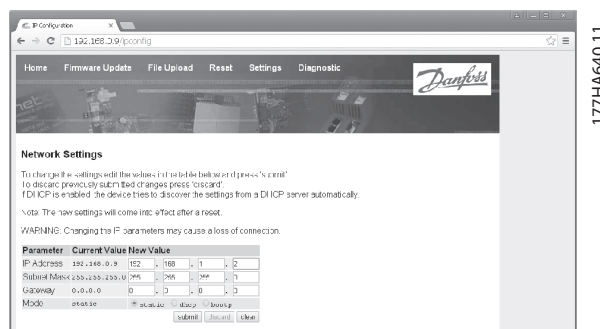 IP Configuration
192.168.0.9/ipconfig
Home Firmware Update File Upload Reset Settings Diagnostic
Danfoss
Network Settings
To change the settings edit the values in the table below and press 'submit'
To discard previously submitted changes press 'discard'.
If DHCP is enabled, the device tries to discover the settings from a DHCP server automatically.
Note: The new settings will come into effect after a reset.
WARNING: Changing the IP parameters may cause a loss of connection.
Parameter Current Value New Value
IP Address 192.168.0.9 192 . 168 . 1 . 2
Subnet Mask 255.255.255.0 255 . 255 . 255 . 0
Gateway 0.0.0.0 0 . 0 . 0 . 0
Mode static static dhcp bootp
submit discard clear
177HA640.11